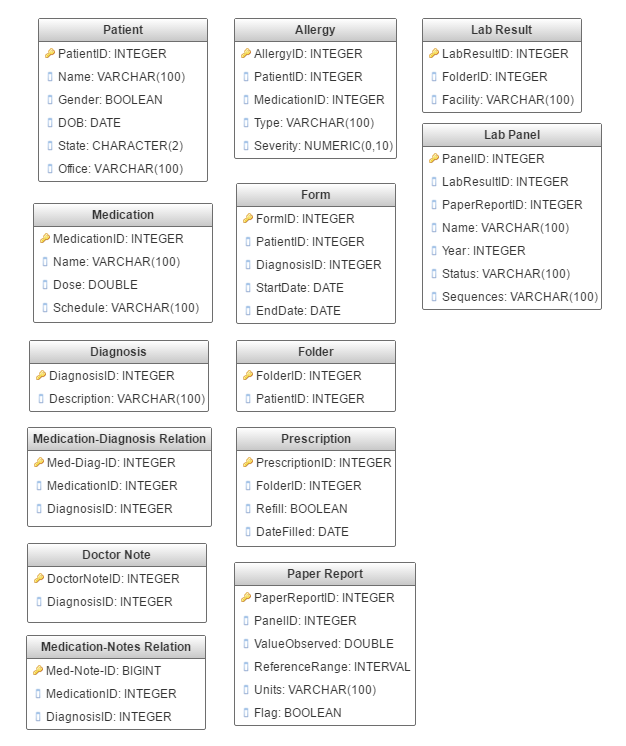 Patient
PatientID: INTEGER
Name: VARCHAR(100)
Gender: BOOLEAN
DOB: DATE
State: CHARACTER(2)
Office: VARCHAR(100)
Medication
MedicationID: INTEGER
Name: VARCHAR(100)
Dose: DOUBLE
Schedule: VARCHAR(100)
Diagnosis
DiagnosisID: INTEGER
Description: VARCHAR(100)
Medication-Diagnosis Relation
Med-Diag-ID: INTEGER
MedicationID: INTEGER
DiagnosisID: INTEGER
Doctor Note
DoctorNoteID: INTEGER
DiagnosisID: INTEGER
Medication-Notes Relation
Med-Note-ID: BIGINT
MedicationID: INTEGER
DiagnosisID: INTEGER
Allergy
AllergyID: INTEGER
PatientID: INTEGER
MedicationID: INTEGER
Type: VARCHAR(100)
Severity: NUMERIC(0,10)
Form
FormID: INTEGER
PatientID: INTEGER
DiagnosisID: INTEGER
StartDate: DATE
EndDate: DATE
Folder
FolderID: INTEGER
PatientID: INTEGER
Prescription
PrescriptionID: INTEGER
FolderID: INTEGER
Refill: BOOLEAN
DateFilled: DATE
Paper Report
PaperReportID: INTEGER
PanelID: INTEGER
ValueObserved: DOUBLE
ReferenceRange: INTERVAL
Units: VARCHAR(100)
Flag: BOOLEAN
Lab Result
LabResultID: INTEGER
FolderID: INTEGER
Facility: VARCHAR(100)
Lab Panel
PanelID: INTEGER
LabResultID: INTEGER
PaperReportID: INTEGER
Name: VARCHAR(100)
Year: INTEGER
Status: VARCHAR(100)
Sequences: VARCHAR(100)